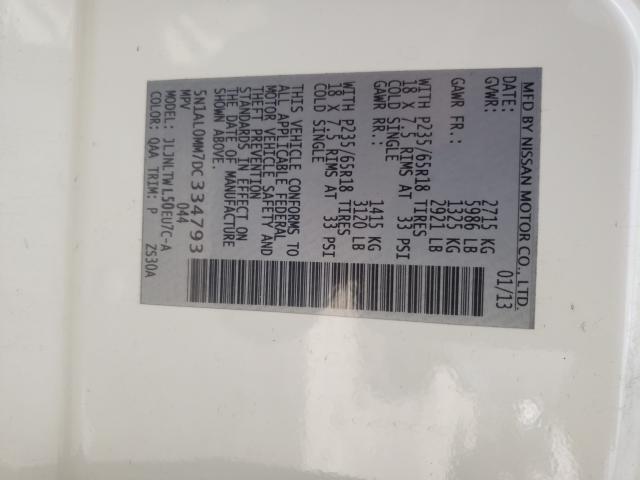 MFD BY NISSAN MOTOR CO., LTD.
DATE: 01/13
GVWR: 2715 KG
5986 LB
GAWR FR.: 1325 KG
2921 LB
WITH P235/65R18 TIRES
18 X 7.5 RIMS AT 33 PSI
COLD SINGLE
GAWR RR.: 1415 KG
3120 LB
WITH P235/65R18 TIRES
18 X 7.5 RIMS AT 33 PSI
COLD SINGLE
THIS VEHICLE CONFORMS TO
ALL APPLICABLE FEDERAL
MOTOR VEHICLE SAFETY AND
THEFT PREVENTION
STANDARDS IN EFFECT ON
THE DATE OF MANUFACTURE
SHOWN ABOVE.
5N1AL0MM7DC334793
MPV 044
MODEL: JLJNLTWL50EU7C-A
COLOR: QAA TRIM: P ZS30A